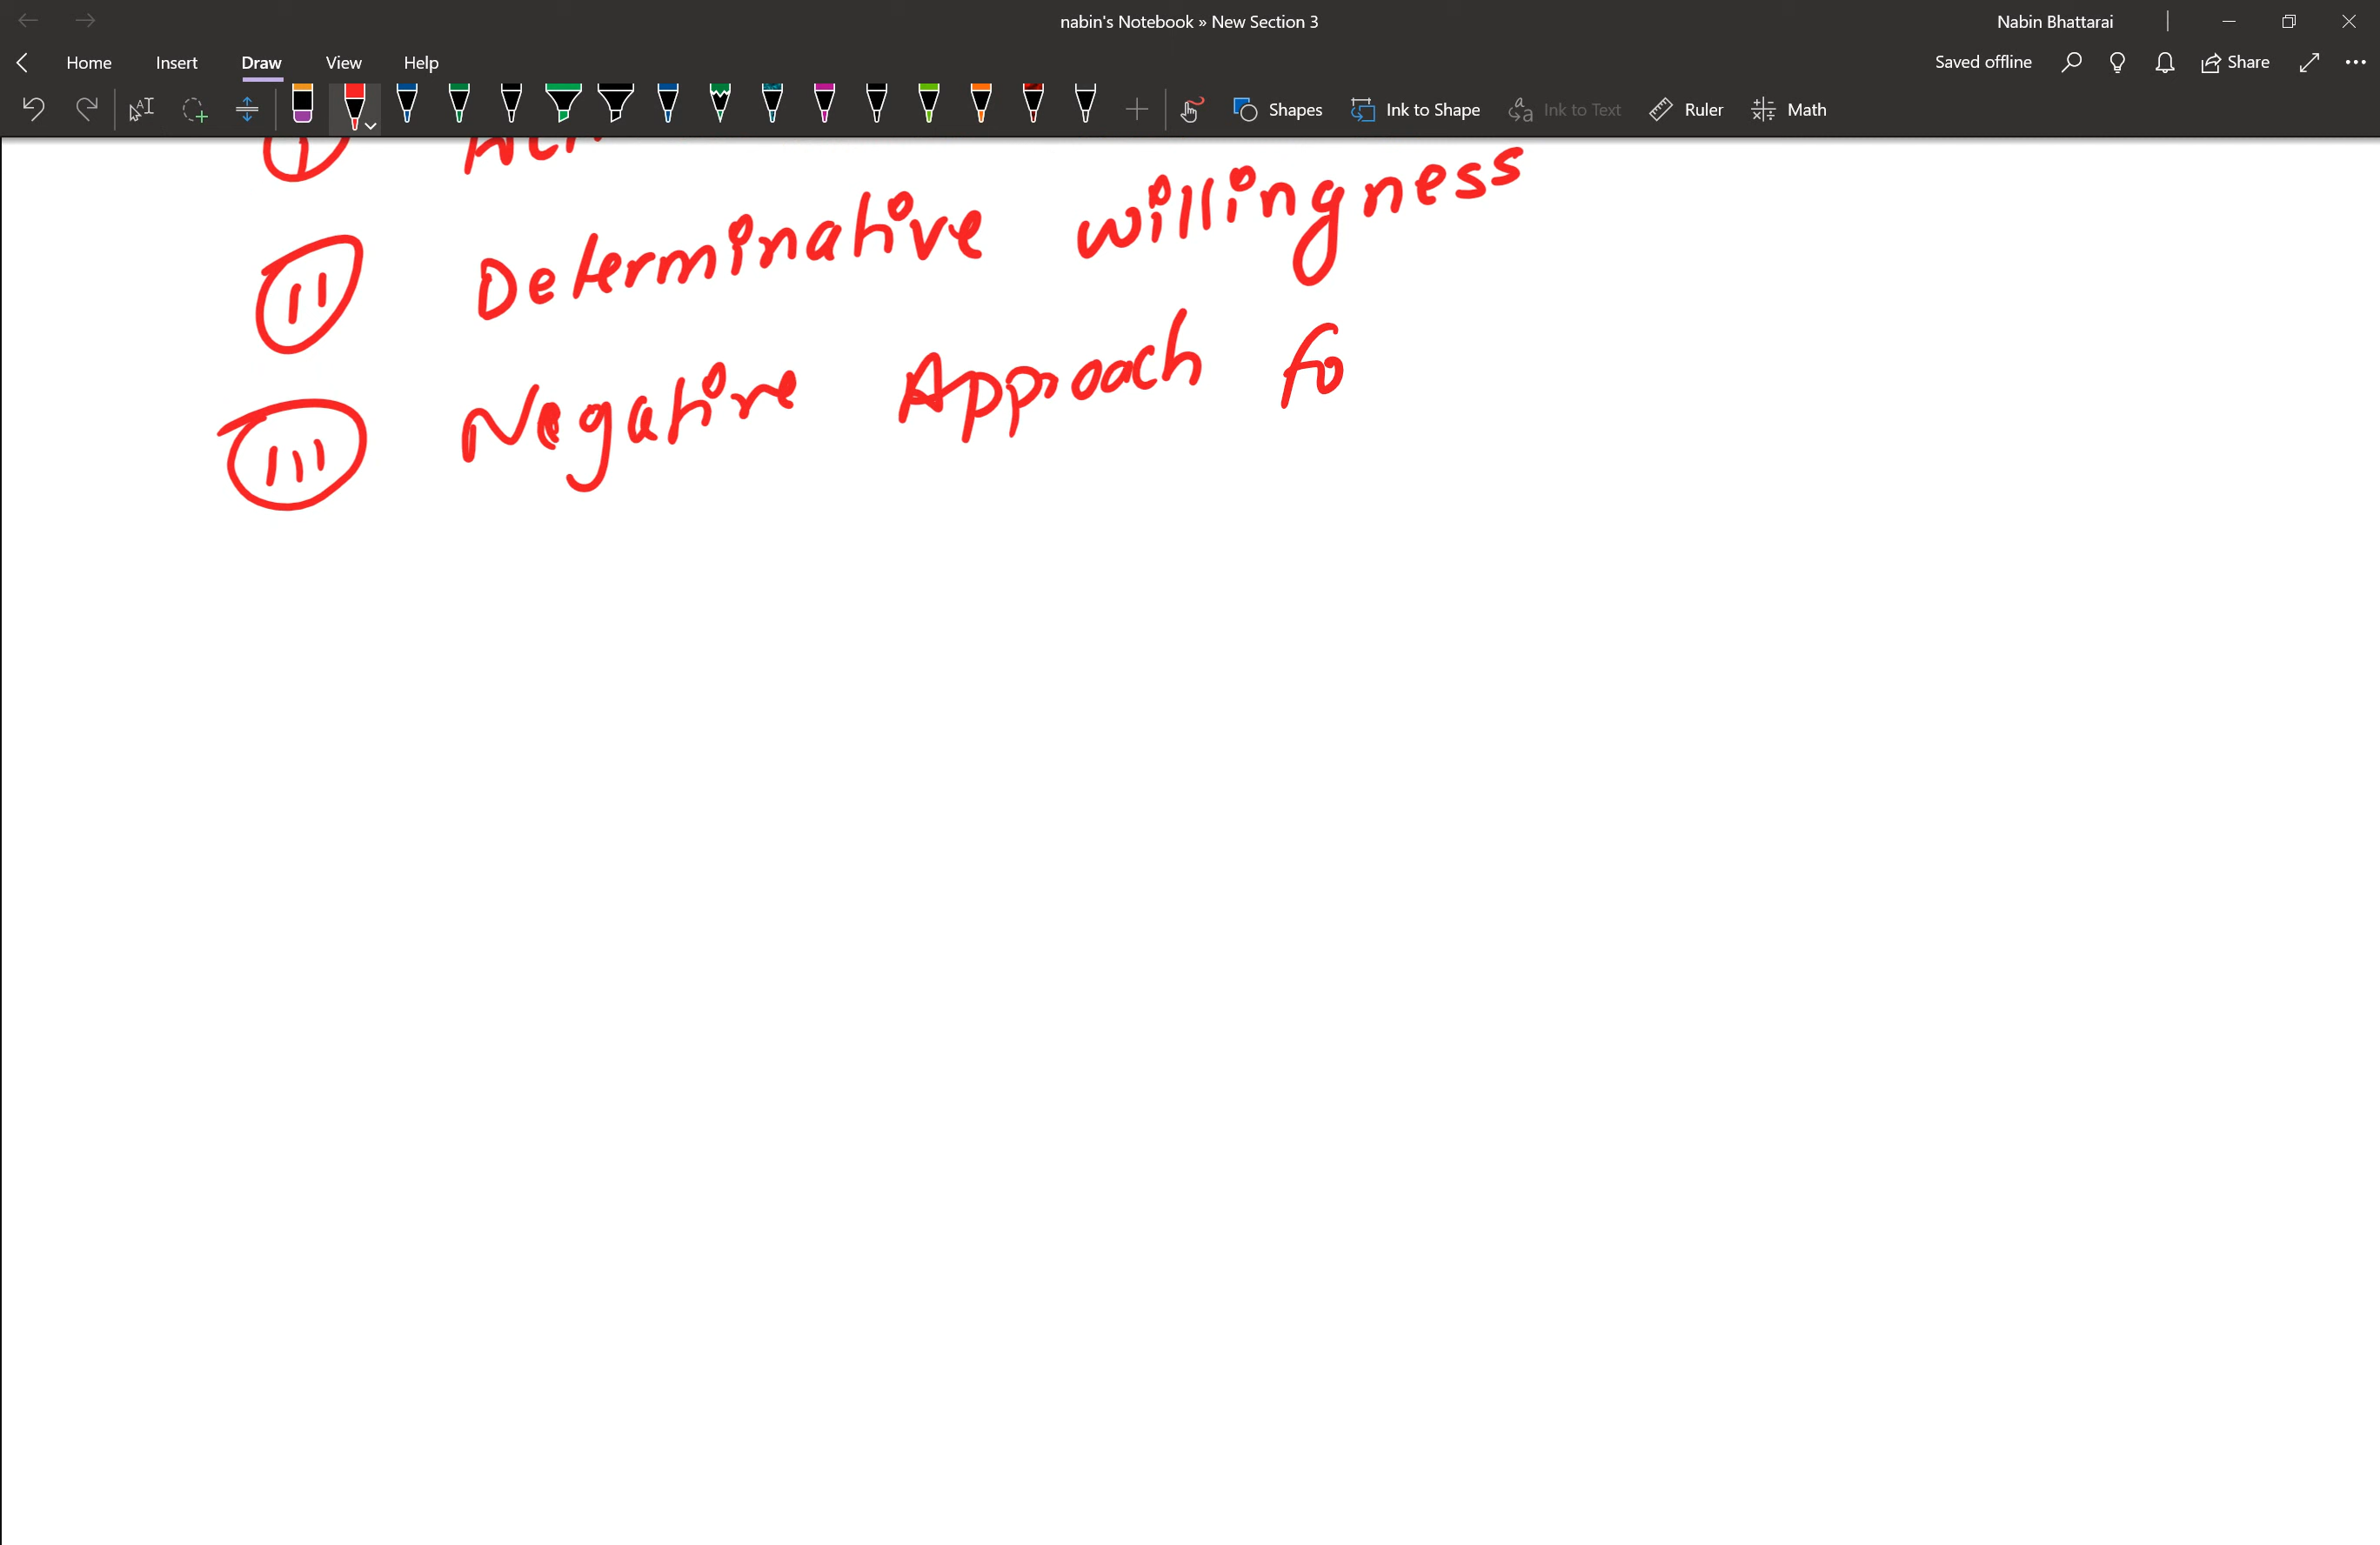 nabin's Notebook » New Section 3
Nabin Bhattarai
Home Insert Draw View Help
Saved offline
Share
Shapes
Ink to Shape
Ink to Text
Ruler
Math
I
II Determinative willingness
III Negative Approach fo